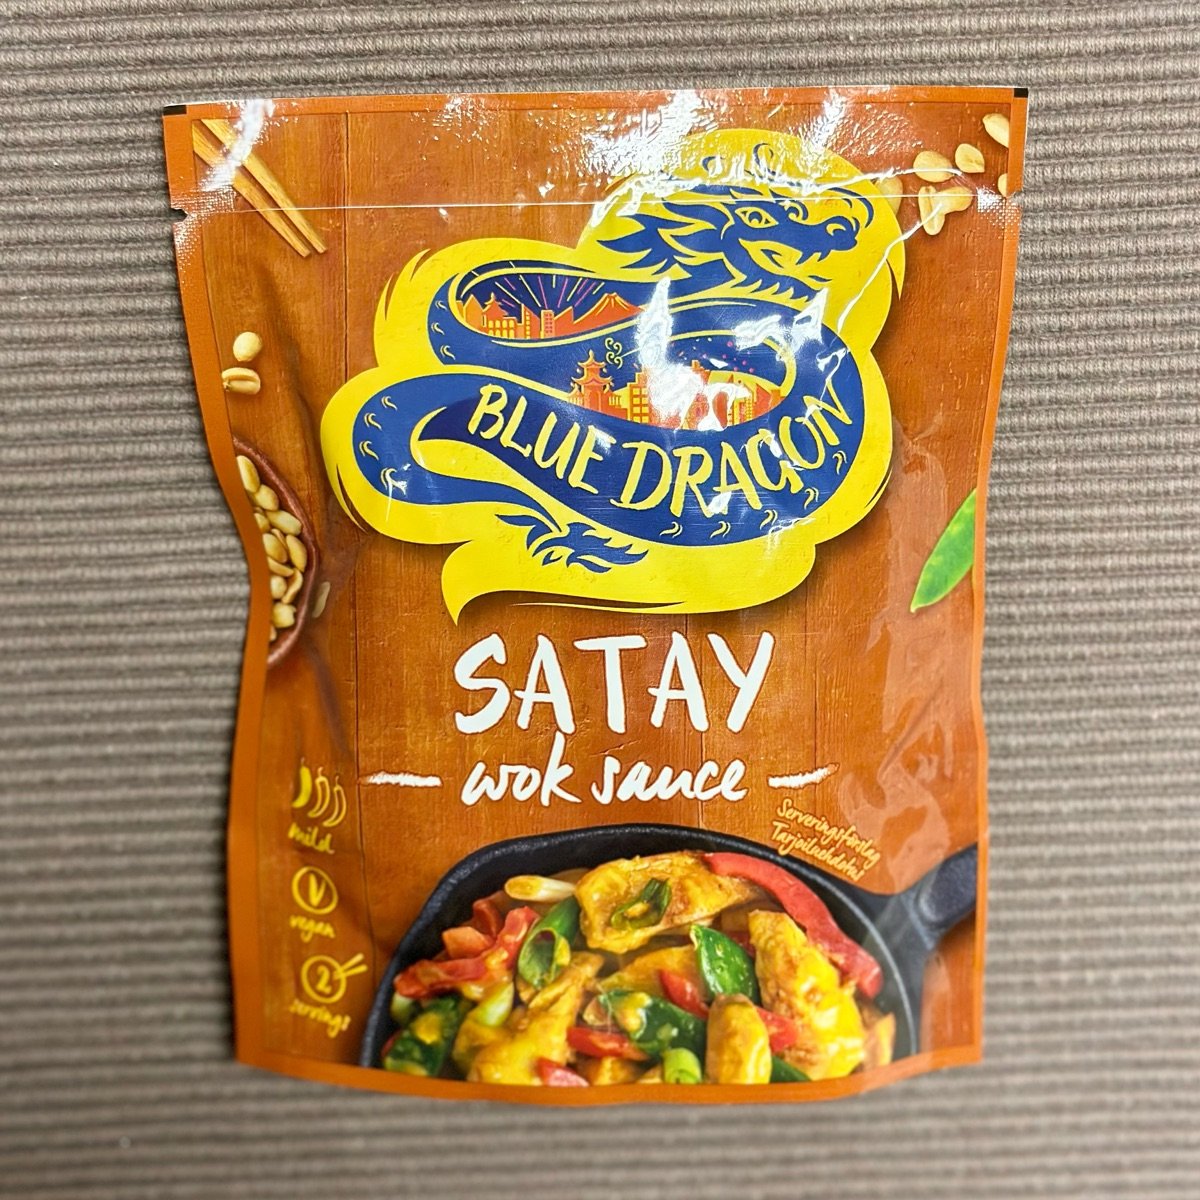 BLUE DRAGON
SATAY
wok sauce
Serveringsförslag
Tarjoiluehdotus
mild
V
vegan
2
servings